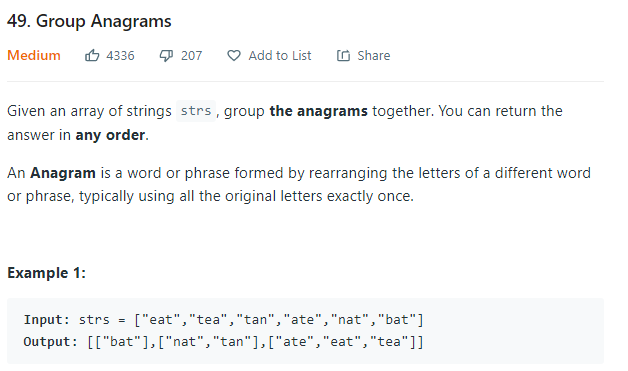 49. Group Anagrams
Medium 4336 207 Add to List Share
Given an array of strings strs, group the anagrams together. You can return the
answer in any order.
An Anagram is a word or phrase formed by rearranging the letters of a different word
or phrase, typically using all the original letters exactly once.
Example 1:
Input: strs = ["eat","tea","tan","ate","nat","bat"]
Output: [["bat"],["nat","tan"],["ate","eat","tea"]]